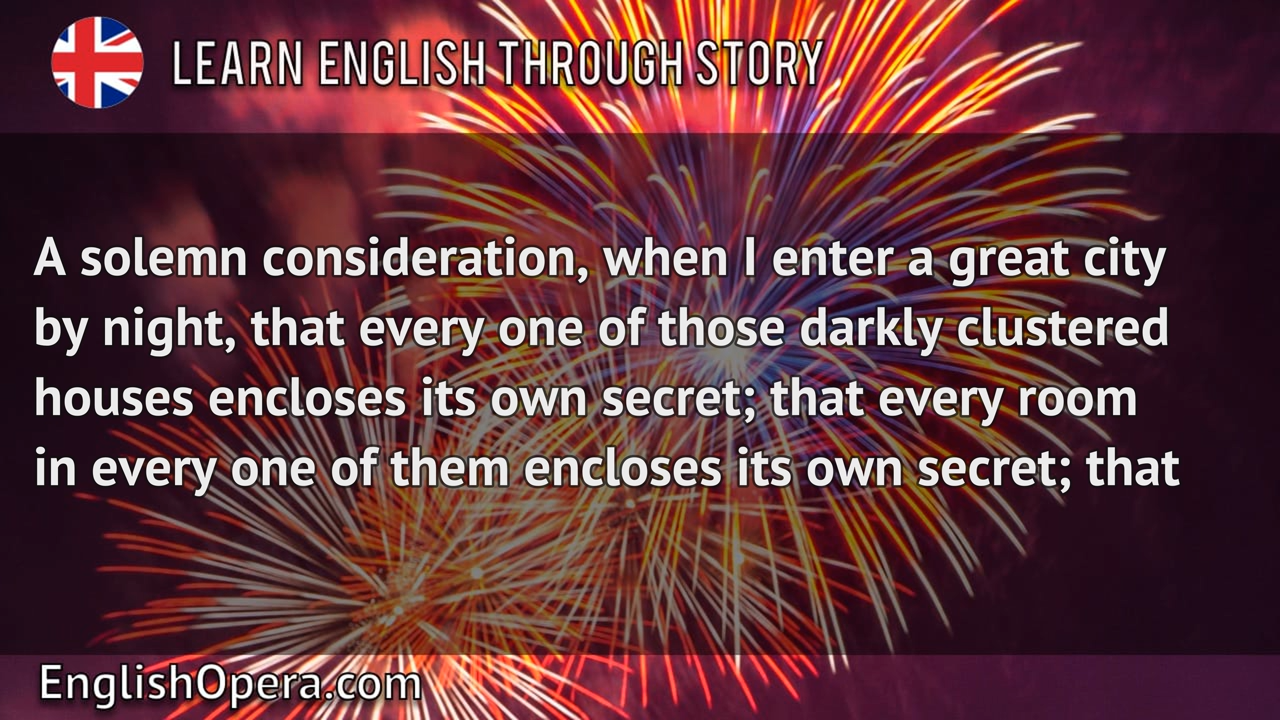 LEARN ENGLISH THROUGH STORY
A solemn consideration, when I enter a great city
by night, that every one of those darkly clustered
houses encloses its own secret; that every room
in every one of them encloses its own secret; that
EnglishOpera.com